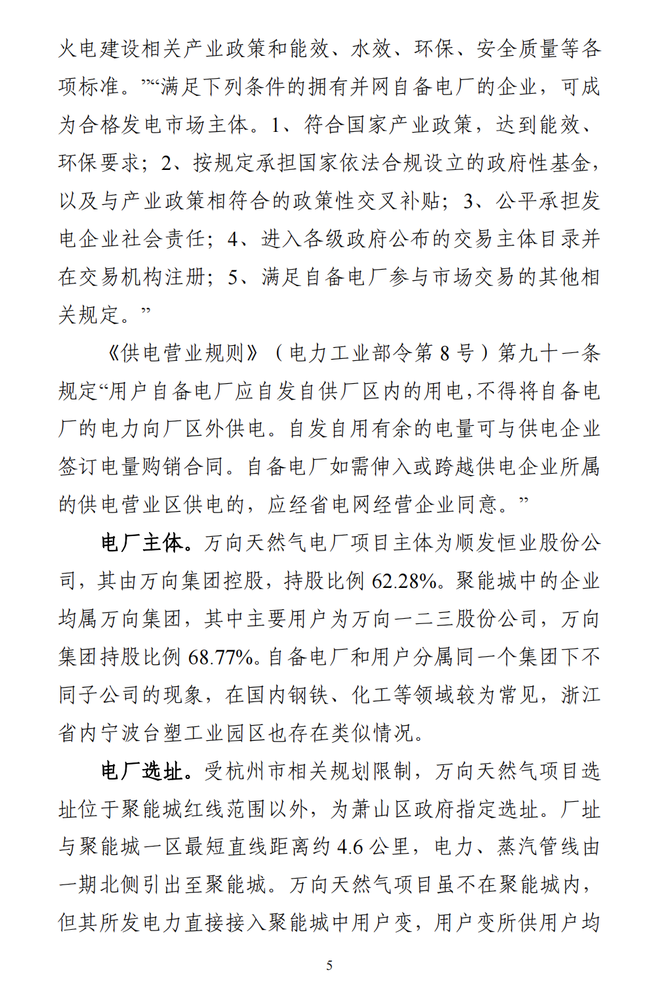 火电建设相关产业政策和能效、水效、环保、安全质量等各
项标准。”“满足下列条件的拥有并网自备电厂的企业，可成
为合格发电市场主体。1、符合国家产业政策，达到能效、
环保要求；2、按规定承担国家依法合规设立的政府性基金，
以及与产业政策相符合的政策性交叉补贴；3、公平承担发
电企业社会责任；4、进入各级政府公布的交易主体目录并
在交易机构注册；5、满足自备电厂参与市场交易的其他相
关规定。”
《供电营业规则》（电力工业部令第 8 号）第九十一条
规定“用户自备电厂应自发自供厂区内的用电,不得将自备电
厂的电力向厂区外供电。自发自用有余的电量可与供电企业
签订电量购销合同。自备电厂如需伸入或跨越供电企业所属
的供电营业区供电的，应经省电网经营企业同意。”
电厂主体。万向天然气电厂项目主体为顺发恒业股份公
司，其由万向集团控股，持股比例 62.28%。聚能城中的企业
均属万向集团，其中主要用户为万向一二三股份公司，万向
集团持股比例 68.77%。自备电厂和用户分属同一个集团下不
同子公司的现象，在国内钢铁、化工等领域较为常见，浙江
省内宁波台塑工业园区也存在类似情况。
电厂选址。受杭州市相关规划限制，万向天然气项目选
址位于聚能城红线范围以外，为萧山区政府指定选址。厂址
与聚能城一区最短直线距离约 4.6 公里，电力、蒸汽管线由
一期北侧引出至聚能城。万向天然气项目虽不在聚能城内，
但其所发电力直接接入聚能城中用户变，用户变所供用户均
5